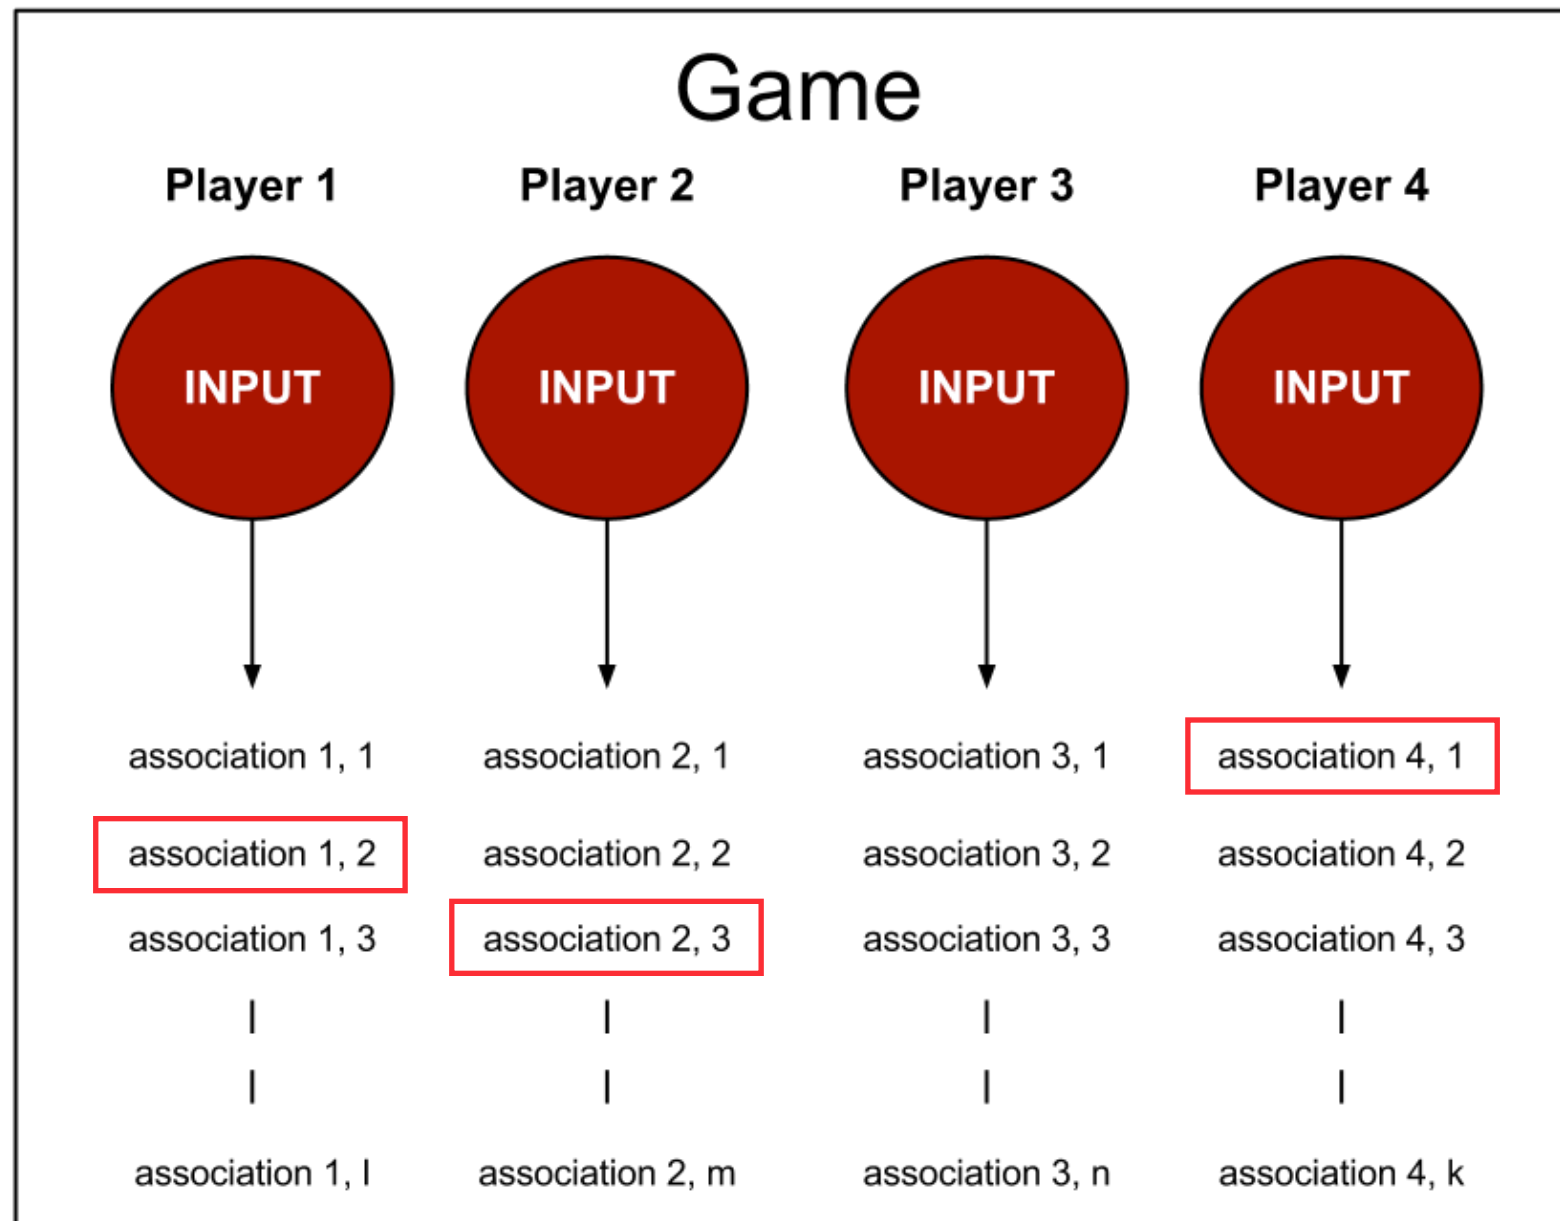 Game
Player 1 Player 2 Player 3 Player 4
INPUT INPUT INPUT INPUT
association 1, 1 association 2, 1 association 3, 1 association 4, 1
association 1, 2 association 2, 2 association 3, 2 association 4, 2
association 1, 3 association 2, 3 association 3, 3 association 4, 3
| | | |
| | | |
association 1, l association 2, m association 3, n association 4, k